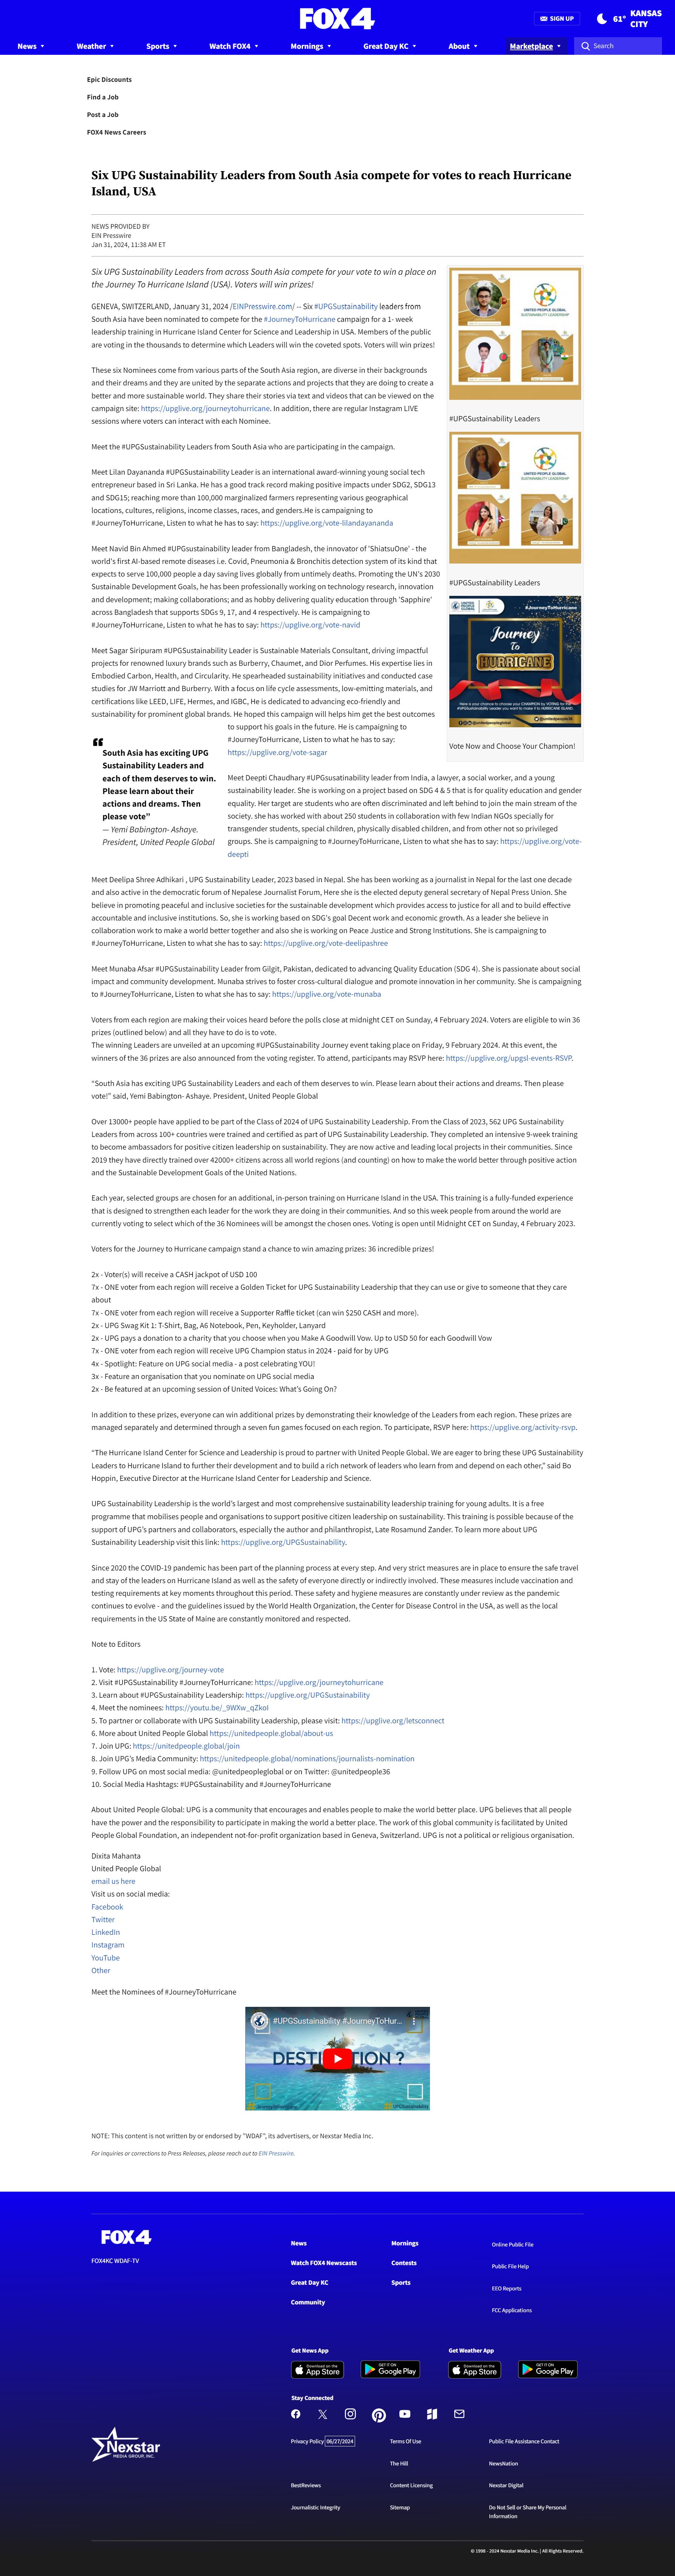 FOX 4
SIGN UP
61°
KANSAS
CITY
News
Weather
Sports
Watch FOX4
Mornings
Great Day KC
About
Marketplace
Search
Epic Discounts
Find a Job
Post a Job
FOX4 News Careers
Six UPG Sustainability Leaders from South Asia compete for votes to reach Hurricane
Island, USA
NEWS PROVIDED BY
EIN Presswire
Jan 31, 2024, 11:38 AM ET
Six UPG Sustainability Leaders from across South Asia compete for your vote to win a place on
the Journey To Hurricane Island (USA). Voters will win prizes!
GENEVA, SWITZERLAND, January 31, 2024 /EINPresswire.com/ -- Six #UPGSustainability leaders from
South Asia have been nominated to compete for the #JourneyToHurricane campaign for a 1- week
leadership training in Hurricane Island Center for Science and Leadership in USA. Members of the public
are voting in the thousands to determine which Leaders will win the coveted spots. Voters will win prizes!
These six Nominees come from various parts of the South Asia region, are diverse in their backgrounds
and their dreams and they are united by the separate actions and projects that they are doing to create a
better and more sustainable world. They share their stories via text and videos that can be viewed on the
campaign site: https://upglive.org/journeytohurricane. In addition, there are regular Instagram LIVE
sessions where voters can interact with each Nominee.
Meet the #UPGSustainability Leaders from South Asia who are participating in the campaign.
Meet Lilan Dayananda #UPGSustainability Leader is an international award-winning young social tech
entrepreneur based in Sri Lanka. He has a good track record making positive impacts under SDG2, SDG13
and SDG15; reaching more than 100,000 marginalized farmers representing various geographical
locations, cultures, religions, income classes, races, and genders.He is campaigning to
#JourneyToHurricane, Listen to what he has to say: https://upglive.org/vote-lilandayananda
Meet Navid Bin Ahmed #UPGsustainability leader from Bangladesh, the innovator of 'ShiatsuOne' - the
world's first AI-based remote diseases i.e. Covid, Pneumonia & Bronchitis detection system of its kind that
expects to serve 100,000 people a day saving lives globally from untimely deaths. Promoting the UN's 2030
Sustainable Development Goals, he has been professionally working on technology research, innovation
and development; making collaborations; and as hobby delivering quality education through 'Sapphire'
across Bangladesh that supports SDGs 9, 17, and 4 respectively. He is campaigning to
#JourneyToHurricane, Listen to what he has to say: https://upglive.org/vote-navid
Meet Sagar Siripuram #UPGSustainability Leader is Sustainable Materials Consultant, driving impactful
projects for renowned luxury brands such as Burberry, Chaumet, and Dior Perfumes. His expertise lies in
Embodied Carbon, Health, and Circularity. He spearheaded sustainability initiatives and conducted case
studies for JW Marriott and Burberry. With a focus on life cycle assessments, low-emitting materials, and
certifications like LEED, LIFE, Hermes, and IGBC, He is dedicated to advancing eco-friendly and
sustainability for prominent global brands. He hoped this campaign will helps him get the best outcomes
to support his goals in the future. He is campaigning to
#JourneyToHurricane, Listen to what he has to say:
https://upglive.org/vote-sagar
South Asia has exciting UPG
Sustainability Leaders and
each of them deserves to win.
Please learn about their
actions and dreams. Then
please vote”
— Yemi Babington- Ashaye.
President, United People Global
Meet Deepti Chaudhary #UPGsusatinability leader from India, a lawyer, a social worker, and a young
sustainability leader. She is working on a project based on SDG 4 & 5 that is for quality education and gender
equality. Her target are students who are often discriminated and left behind to join the main stream of the
society. she has worked with about 250 students in collaboration with few Indian NGOs specially for
transgender students, special children, physically disabled children, and from other not so privileged
groups. She is campaigning to #JourneyToHurricane, Listen to what she has to say: https://upglive.org/vote-
deepti
Meet Deelipa Shree Adhikari , UPG Sustainability Leader, 2023 based in Nepal. She has been working as a journalist in Nepal for the last one decade
and also active in the democratic forum of Nepalese Journalist Forum, Here she is the elected deputy general secretary of Nepal Press Union. She
believe in promoting peaceful and inclusive societies for the sustainable development which provides access to justice for all and to build effective
accountable and inclusive institutions. So, she is working based on SDG's goal Decent work and economic growth. As a leader she believe in
collaboration work to make a world better together and also she is working on Peace Justice and Strong Institutions. She is campaigning to
#JourneyToHurricane, Listen to what she has to say: https://upglive.org/vote-deelipashree
Meet Munaba Afsar #UPGSustainability Leader from Gilgit, Pakistan, dedicated to advancing Quality Education (SDG 4). She is passionate about social
impact and community development. Munaba strives to foster cross-cultural dialogue and promote innovation in her community. She is campaigning
to #JourneyToHurricane, Listen to what she has to say: https://upglive.org/vote-munaba
Voters from each region are making their voices heard before the polls close at midnight CET on Sunday, 4 February 2024. Voters are eligible to win 36
prizes (outlined below) and all they have to do is to vote.
The winning Leaders are unveiled at an upcoming #UPGSustainability Journey event taking place on Friday, 9 February 2024. At this event, the
winners of the 36 prizes are also announced from the voting register. To attend, participants may RSVP here: https://upglive.org/upgsl-events-RSVP.
“South Asia has exciting UPG Sustainability Leaders and each of them deserves to win. Please learn about their actions and dreams. Then please
vote!” said, Yemi Babington- Ashaye. President, United People Global
Over 13000+ people have applied to be part of the Class of 2024 of UPG Sustainability Leadership. From the Class of 2023, 562 UPG Sustainability
Leaders from across 100+ countries were trained and certified as part of UPG Sustainability Leadership. They completed an intensive 9-week training
to become ambassadors for positive citizen leadership on sustainability. They are now active and leading local projects in their communities. Since
2019 they have directly trained over 42000+ citizens across all world regions (and counting) on how to make the world better through positive action
and the Sustainable Development Goals of the United Nations.
Each year, selected groups are chosen for an additional, in-person training on Hurricane Island in the USA. This training is a fully-funded experience
that is designed to strengthen each leader for the work they are doing in their communities. And so this week people from around the world are
currently voting to select which of the 36 Nominees will be amongst the chosen ones. Voting is open until Midnight CET on Sunday, 4 February 2023.
Voters for the Journey to Hurricane campaign stand a chance to win amazing prizes: 36 incredible prizes!
2x - Voter(s) will receive a CASH jackpot of USD 100
7x - ONE voter from each region will receive a Golden Ticket for UPG Sustainability Leadership that they can use or give to someone that they care
about
7x - ONE voter from each region will receive a Supporter Raffle ticket (can win $250 CASH and more).
2x - UPG Swag Kit 1: T-Shirt, Bag, A6 Notebook, Pen, Keyholder, Lanyard
2x - UPG pays a donation to a charity that you choose when you Make A Goodwill Vow. Up to USD 50 for each Goodwill Vow
7x - ONE voter from each region will receive UPG Champion status in 2024 - paid for by UPG
4x - Spotlight: Feature on UPG social media - a post celebrating YOU!
3x - Feature an organisation that you nominate on UPG social media
2x - Be featured at an upcoming session of United Voices: What's Going On?
In addition to these prizes, everyone can win additional prizes by demonstrating their knowledge of the Leaders from each region. These prizes are
managed separately and determined through a seven fun games focused on each region. To participate, RSVP here: https://upglive.org/activity-rsvp.
“The Hurricane Island Center for Science and Leadership is proud to partner with United People Global. We are eager to bring these UPG Sustainability
Leaders to Hurricane Island to further their development and to build a rich network of leaders who learn from and depend on each other,” said Bo
Hoppin, Executive Director at the Hurricane Island Center for Leadership and Science.
UPG Sustainability Leadership is the world's largest and most comprehensive sustainability leadership training for young adults. It is a free
programme that mobilises people and organisations to support positive citizen leadership on sustainability. This training is possible because of the
support of UPG's partners and collaborators, especially the author and philanthropist, Late Rosamund Zander. To learn more about UPG
Sustainability Leadership visit this link: https://upglive.org/UPGSustainability.
Since 2020 the COVID-19 pandemic has been part of the planning process at every step. And very strict measures are in place to ensure the safe travel
and stay of the leaders on Hurricane Island as well as the safety of everyone directly or indirectly involved. These measures include vaccination and
testing requirements at key moments throughout this period. These safety and hygiene measures are constantly under review as the pandemic
continues to evolve - and the guidelines issued by the World Health Organization, the Center for Disease Control in the USA, as well as the local
requirements in the US State of Maine are constantly monitored and respected.
Note to Editors
1. Vote: https://upglive.org/journey-vote
2. Visit #UPGSustainability #JourneyToHurricane: https://upglive.org/journeytohurricane
3. Learn about #UPGSustainability Leadership: https://upglive.org/UPGSustainability
4. Meet the nominees: https://youtu.be/_9WXw_qZkoI
5. To partner or collaborate with UPG Sustainability Leadership, please visit: https://upglive.org/letsconnect
6. More about United People Global https://unitedpeople.global/about-us
7. Join UPG: https://unitedpeople.global/join
8. Join UPG's Media Community: https://unitedpeople.global/nominations/journalists-nomination
9. Follow UPG on most social media: @unitedpeopleglobal or on Twitter: @unitedpeople36
10. Social Media Hashtags: #UPGSustainability and #JourneyToHurricane
About United People Global: UPG is a community that encourages and enables people to make the world better place. UPG believes that all people
have the power and the responsibility to participate in making the world a better place. The work of this global community is facilitated by United
People Global Foundation, an independent not-for-profit organization based in Geneva, Switzerland. UPG is not a political or religious organisation.
Dixita Mahanta
United People Global
email us here
Visit us on social media:
Facebook
Twitter
LinkedIn
Instagram
YouTube
Other
Meet the Nominees of #JourneyToHurricane
UNITED PEOPLE GLOBAL
SUSTAINABILITY LEADERSHIP
#UPGSustainability Leaders
UNITED PEOPLE GLOBAL
SUSTAINABILITY LEADERSHIP
#UPGSustainability Leaders
#JourneyToHurricane
Journey
To
HURRICANE
Vote Now and Choose Your Champion!
#UPGSustainability #JourneyToHur...
DESTINATION ?
NOTE: This content is not written by or endorsed by "WDAF", its advertisers, or Nexstar Media Inc.
For inquiries or corrections to Press Releases, please reach out to EIN Presswire.
FOX 4
FOX4KC WDAF-TV
News
Watch FOX4 Newscasts
Great Day KC
Community
Mornings
Contests
Sports
Online Public File
Public File Help
EEO Reports
FCC Applications
Get News App
Download on the
App Store
GET IT ON
Google Play
Get Weather App
Download on the
App Store
GET IT ON
Google Play
Stay Connected
Nexstar
MEDIA GROUP, INC.
Privacy Policy 06/27/2024
Terms Of Use
Public File Assistance Contact
The Hill
NewsNation
BestReviews
Content Licensing
Nexstar Digital
Journalistic Integrity
Sitemap
Do Not Sell or Share My Personal
Information
© 1998 - 2024 Nexstar Media Inc. | All Rights Reserved.